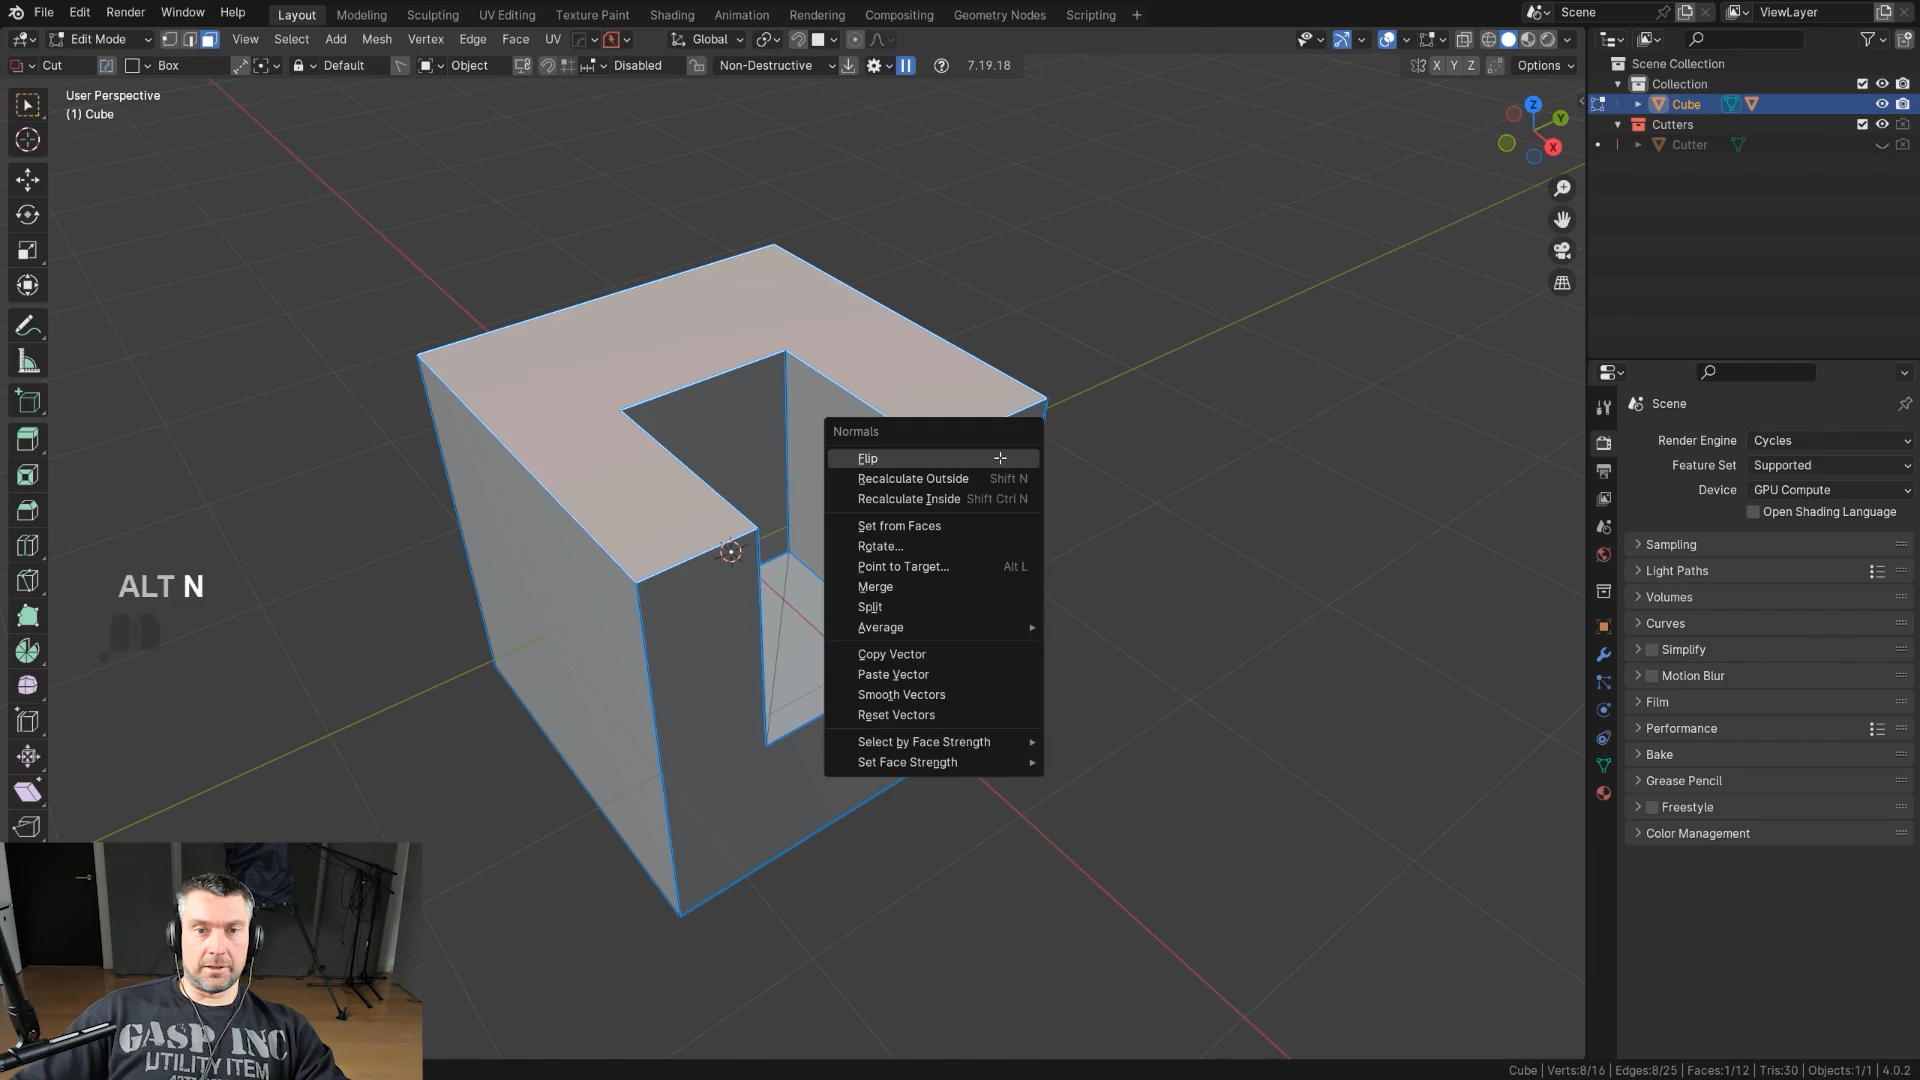 File Edit Render Window Help
Layout Modeling Sculpting UV Editing Texture Paint Shading Animation Rendering Compositing Geometry Nodes Scripting +
Scene
ViewLayer
Edit Mode View Select Add Mesh Vertex Edge Face UV
Global
Cut Box Default Object Disabled Non-Destructive 7.19.18
X Y Z Options
User Perspective
(1) Cube
Z
Y
X
Scene Collection
Collection
Cube
Cutters
Cutter
Normals
Flip
Recalculate Outside Shift N
Recalculate Inside Shift Ctrl N
Set from Faces
Rotate...
Point to Target... Alt L
Merge
Split
Average
Copy Vector
Paste Vector
Smooth Vectors
Reset Vectors
Select by Face Strength
Set Face Strength
ALT N
Scene
Render Engine Cycles
Feature Set Supported
Device GPU Compute
Open Shading Language
Sampling
Light Paths
Volumes
Curves
Simplify
Motion Blur
Film
Performance
Bake
Grease Pencil
Freestyle
Color Management
GASP INC
UTILITY ITEM
Cube | Verts:8/16 | Edges:8/25 | Faces:1/12 | Tris:30 | Objects:1/1 | 4.0.2